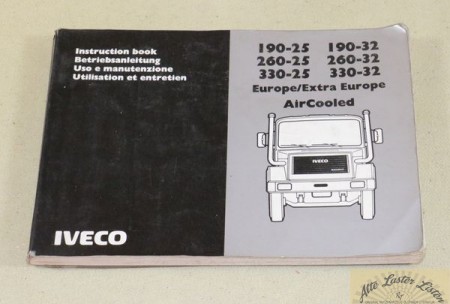 Instruction book
Betriebsanleitung
Uso e manutenzione
Utilisation et entretien
IVECO
190-25 190-32
260-25 260-32
330-25 330-32
Europe/Extra Europe
AirCooled
IVECO
Alte Laster Listen